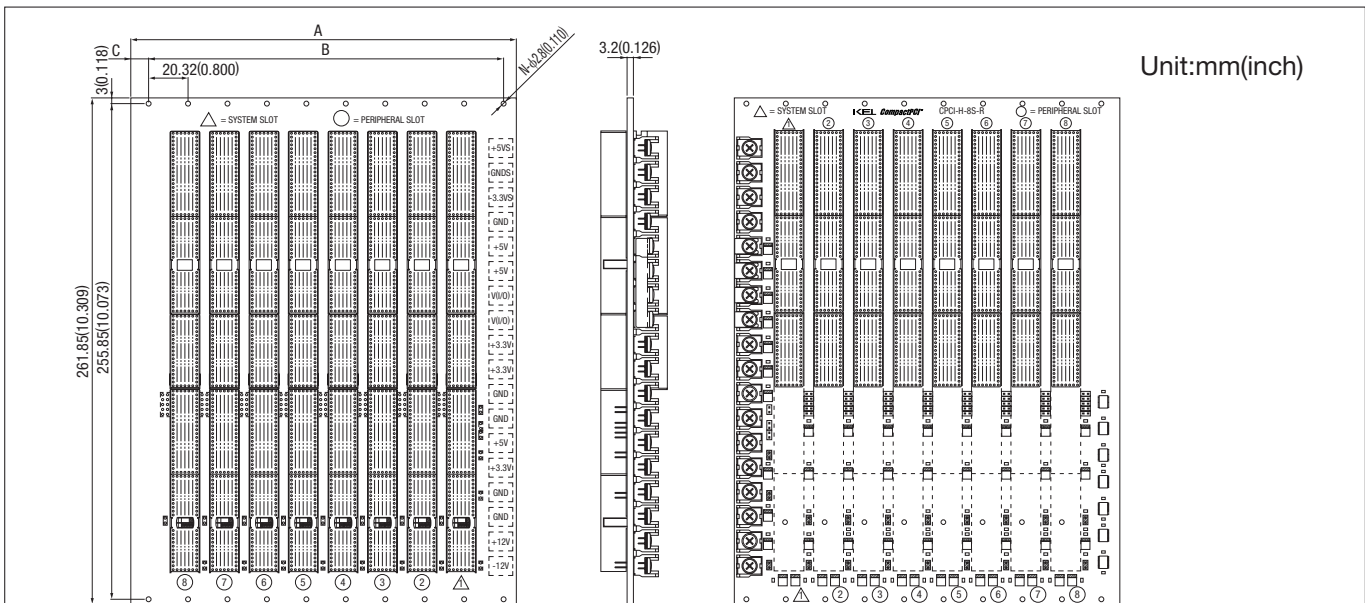 A
C
B
20.32(0.800)
3(0.118)
N-φ2.8(0.110)
261.85(10.309)
255.85(10.073)
△ = SYSTEM SLOT
○ = PERIPHERAL SLOT
+5VS
GNDS
+3.3VS
GND
+5V
+5V
V(I/O)
V(I/O)
+3.3V
+3.3V
GND
GND
+5V
+3.3V
GND
GND
+12V
-12V
8 7 6 5 4 3 2 1
3.2(0.126)
Unit:mm(inch)
△ = SYSTEM SLOT KEL CompactPCI® CPCI-H-8S-R ○ = PERIPHERAL SLOT
1 2 3 4 5 6 7 8
1 2 3 4 5 6 7 8